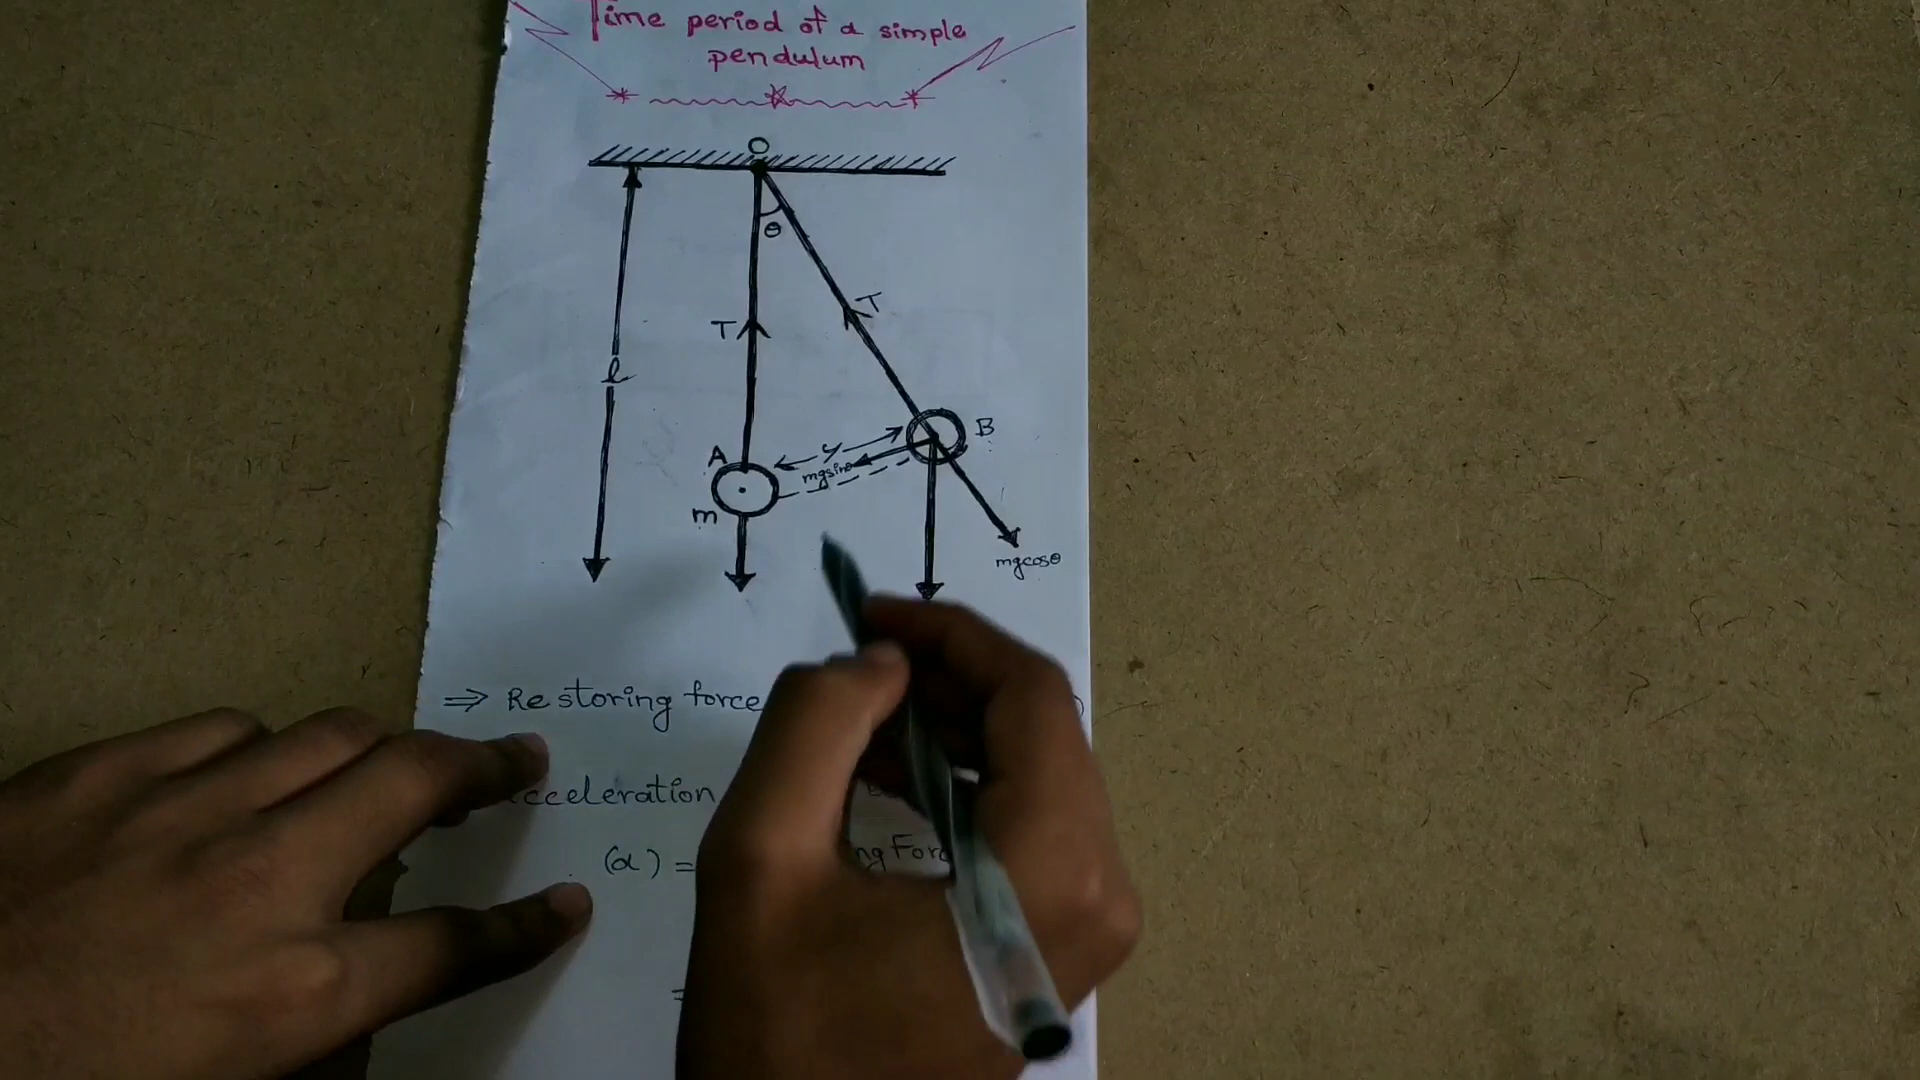 Time period of a simple
pendulum
O
θ
T
T
l
B
A
y
mgsinθ
m
mgcosθ
⇒ Restoring force
cceleration
(a) =
ng Forc
=